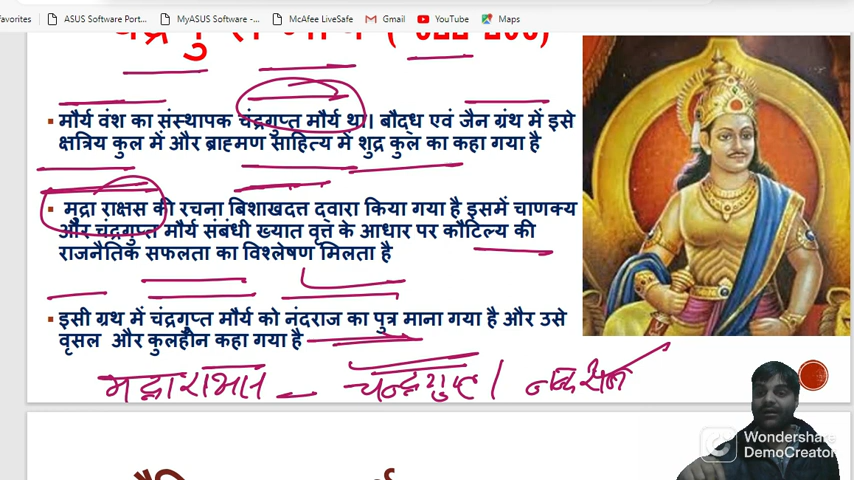 avorites ASUS Software Port... MyASUS Software -... McAfee LiveSafe Gmail YouTube Maps
मौर्य वंश का संस्थापक चंद्रगुप्त मौर्य था। बौद्ध एवं जैन ग्रंथ में इसे
क्षत्रिय कुल में और ब्राह्मण साहित्य में शुद्र कुल का कहा गया है
मुद्रा राक्षस की रचना बिशाखदत्त द्वारा किया गया है इसमें चाणक्य
और चंद्रगुप्त मौर्य संबंधी ख्यात वृत्त के आधार पर कौटिल्य की
राजनैतिक सफलता का विश्लेषण मिलता है
इसी ग्रथ में चंद्रगुप्त मौर्य को नंदराज का पुत्र माना गया है और उसे
वृसल और कुलहीन कहा गया है
चन्द्रगुप्त /
Wondershare
DemoCreator